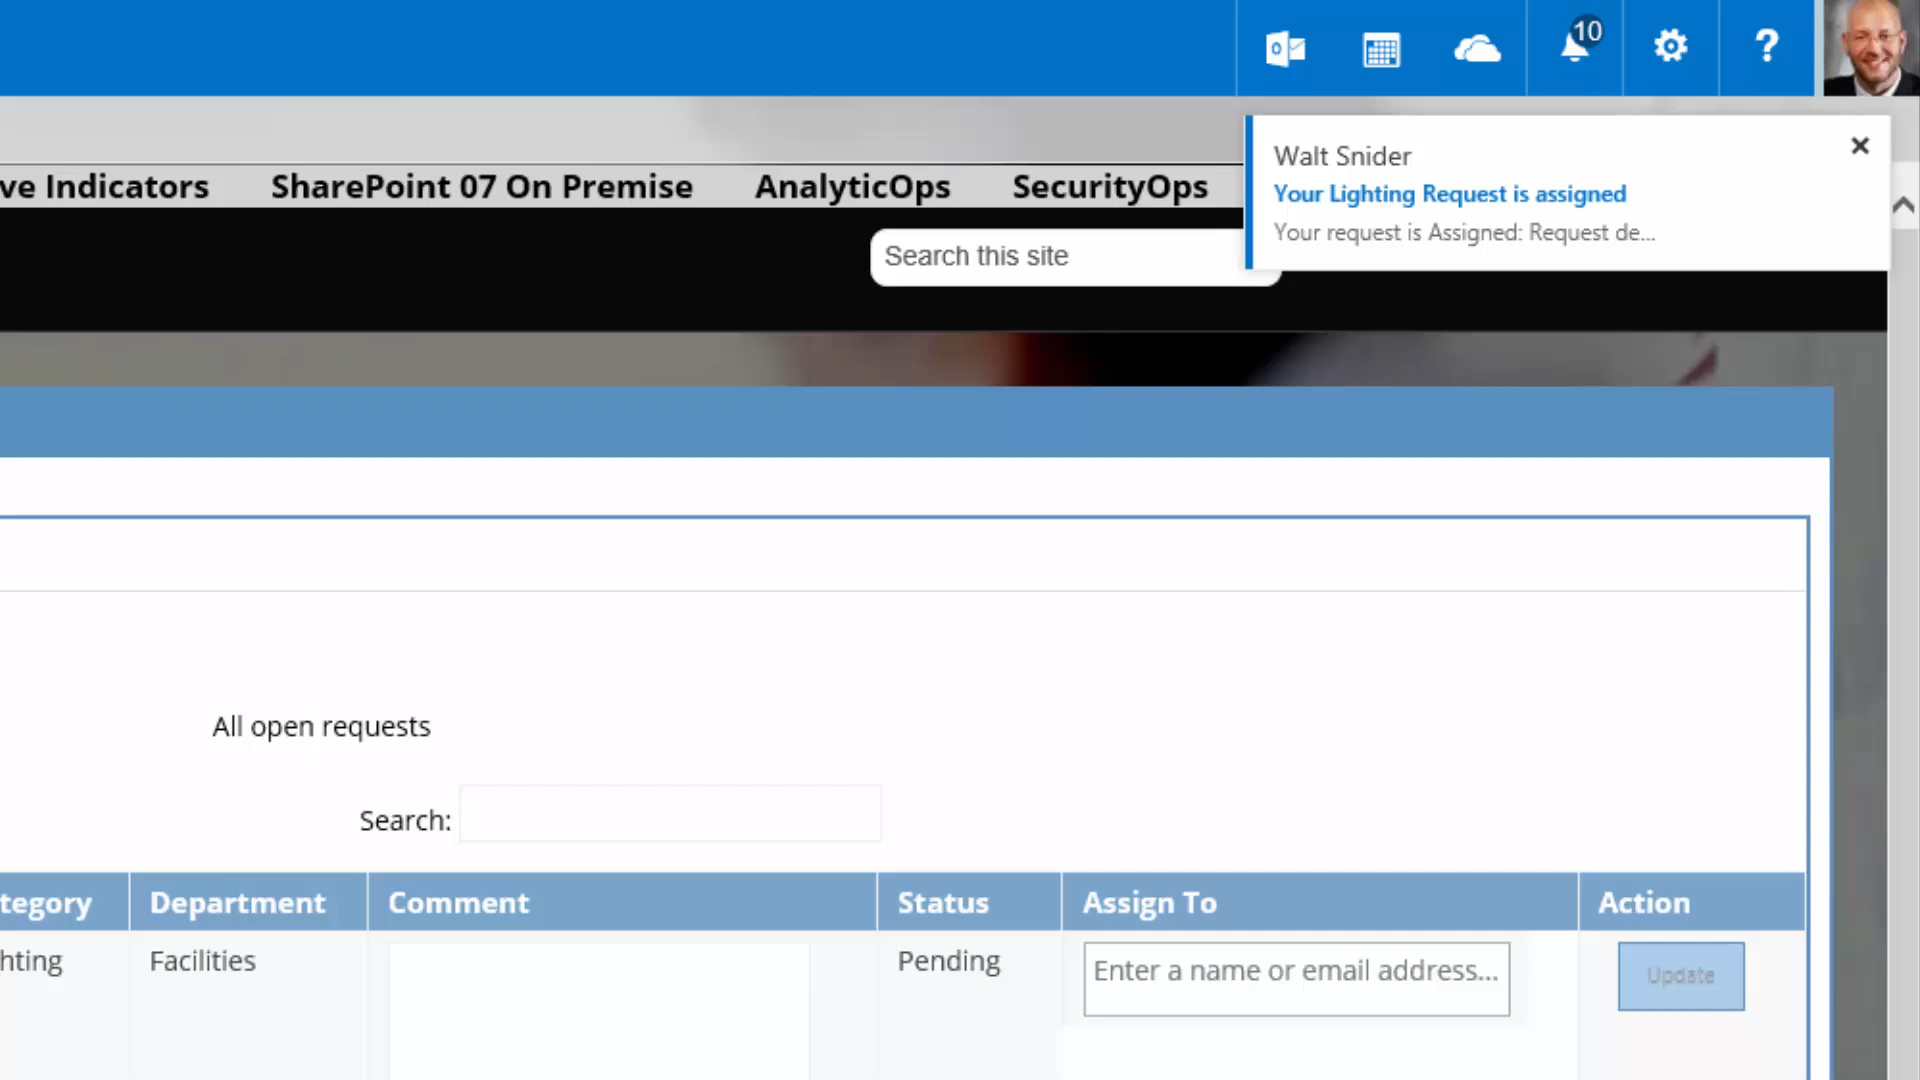 10
?
Walt Snider
Your Lighting Request is assigned
Your request is Assigned: Request de...
ve Indicators SharePoint 07 On Premise AnalyticOps SecurityOps
Search this site
All open requests
Search:
tegory Department Comment Status Assign To Action
hting Facilities Pending Enter a name or email address... Update